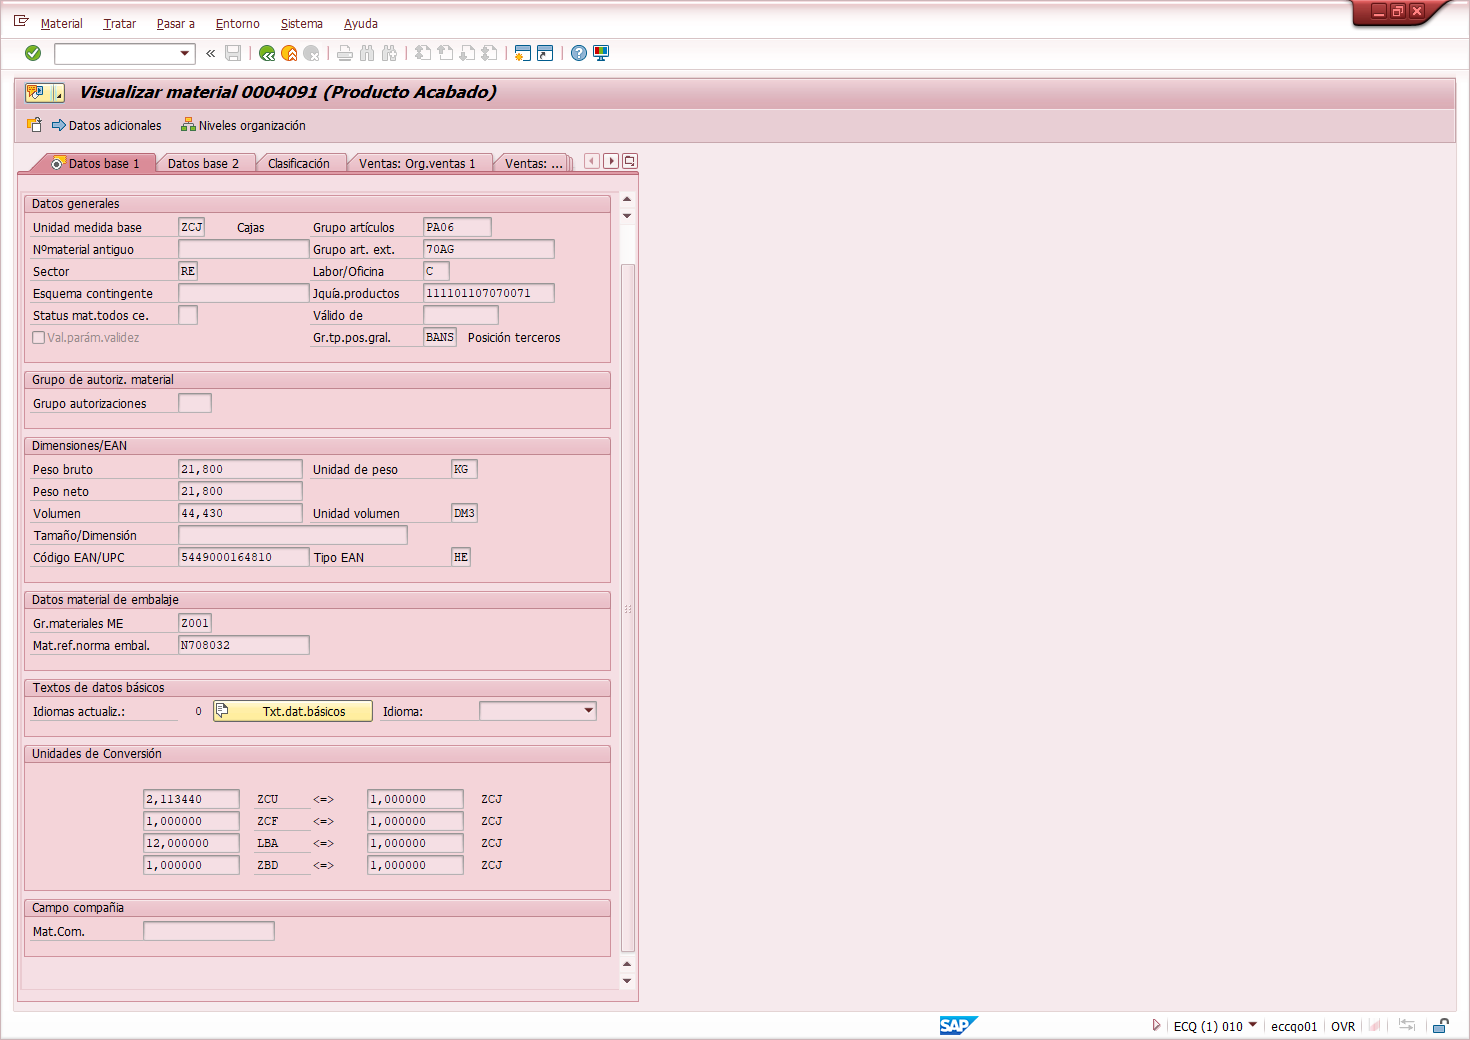 Material Tratar Pasar a Entorno Sistema Ayuda
«
Visualizar material 0004091 (Producto Acabado)
Datos adicionales Niveles organización
Datos base 1 Datos base 2 Clasificación Ventas: Org.ventas 1 Ventas: ...
Datos generales
Unidad medida base ZCJ Cajas Grupo artículos PA06
Nºmaterial antiguo Grupo art. ext. 70AG
Sector RE Labor/Oficina C
Esquema contingente Jquía.productos 111101107070071
Status mat.todos ce. Válido de
Val.parám.validez Gr.tp.pos.gral. BANS Posición terceros
Grupo de autoriz. material
Grupo autorizaciones
Dimensiones/EAN
Peso bruto 21,800 Unidad de peso KG
Peso neto 21,800
Volumen 44,430 Unidad volumen DM3
Tamaño/Dimensión
Código EAN/UPC 5449000164810 Tipo EAN HE
Datos material de embalaje
Gr.materiales ME Z001
Mat.ref.norma embal. N708032
Textos de datos básicos
Idiomas actualiz.: 0 Txt.dat.básicos Idioma:
Unidades de Conversión
2,113440 ZCU <=> 1,000000 ZCJ
1,000000 ZCF <=> 1,000000 ZCJ
12,000000 LBA <=> 1,000000 ZCJ
1,000000 ZBD <=> 1,000000 ZCJ
Campo compañia
Mat.Com.
SAP ECQ (1) 010 eccqo01 OVR